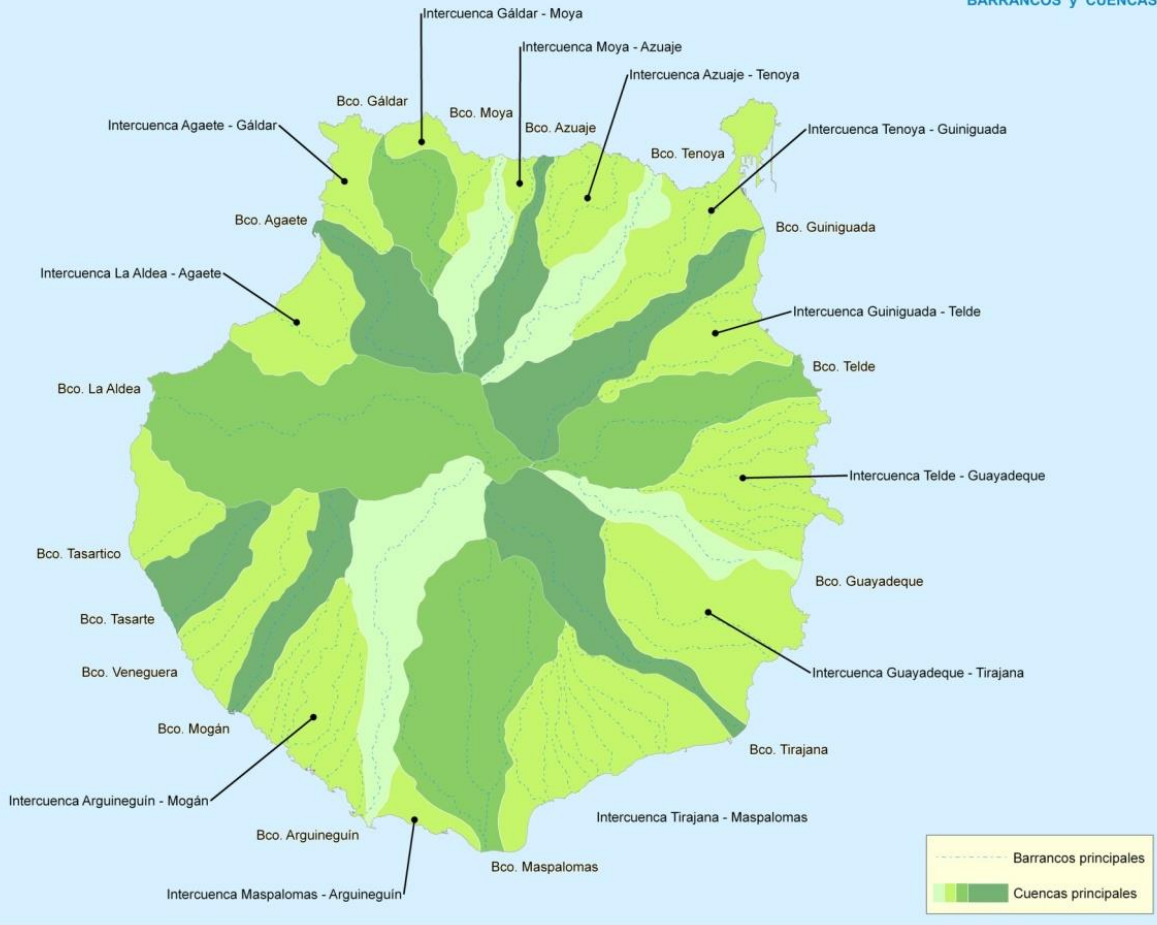 BARRANCOS y CUENCAS
Intercuenca Gáldar - Moya
Intercuenca Moya - Azuaje
Intercuenca Azuaje - Tenoya
Bco. Gáldar
Bco. Moya
Bco. Azuaje
Intercuenca Agaete - Gáldar
Intercuenca Tenoya - Guiniguada
Bco. Tenoya
Bco. Agaete
Bco. Guiniguada
Intercuenca La Aldea - Agaete
Intercuenca Guiniguada - Telde
Bco. Telde
Bco. La Aldea
Intercuenca Telde - Guayadeque
Bco. Tasartico
Bco. Guayadeque
Bco. Tasarte
Bco. Veneguera
Intercuenca Guayadeque - Tirajana
Bco. Mogán
Bco. Tirajana
Intercuenca Arguineguín - Mogán
Intercuenca Tirajana - Maspalomas
Bco. Arguineguín
Bco. Maspalomas
Intercuenca Maspalomas - Arguineguín
Barrancos principales
Cuencas principales